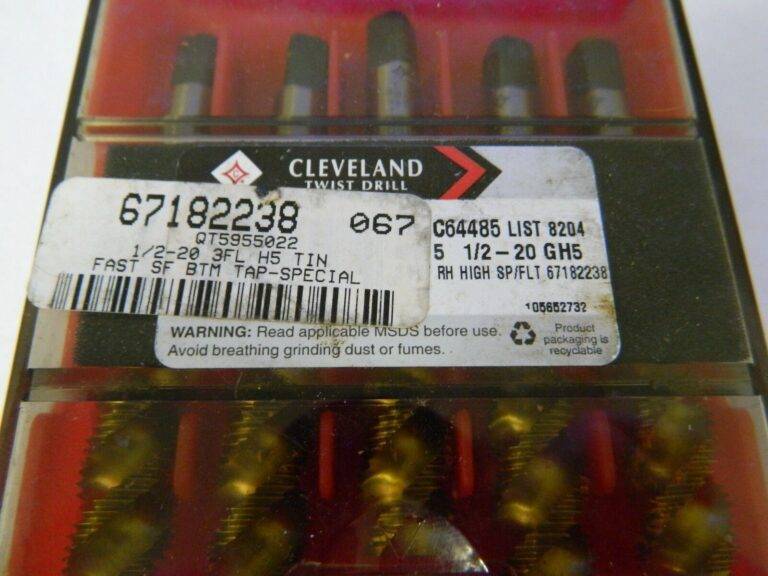 CLEVELAND
TWIST DRILL
67182238 067
QT5955022
1/2-20 3FL H5 TIN
FAST SF BTM TAP-SPECIAL
C64485 LIST 8204
5 1/2-20 GH5
RH HIGH SP/FLT 67182238
105652732
WARNING: Read applicable MSDS before use.
Avoid breathing grinding dust or fumes.
Product
packaging is
recyclable